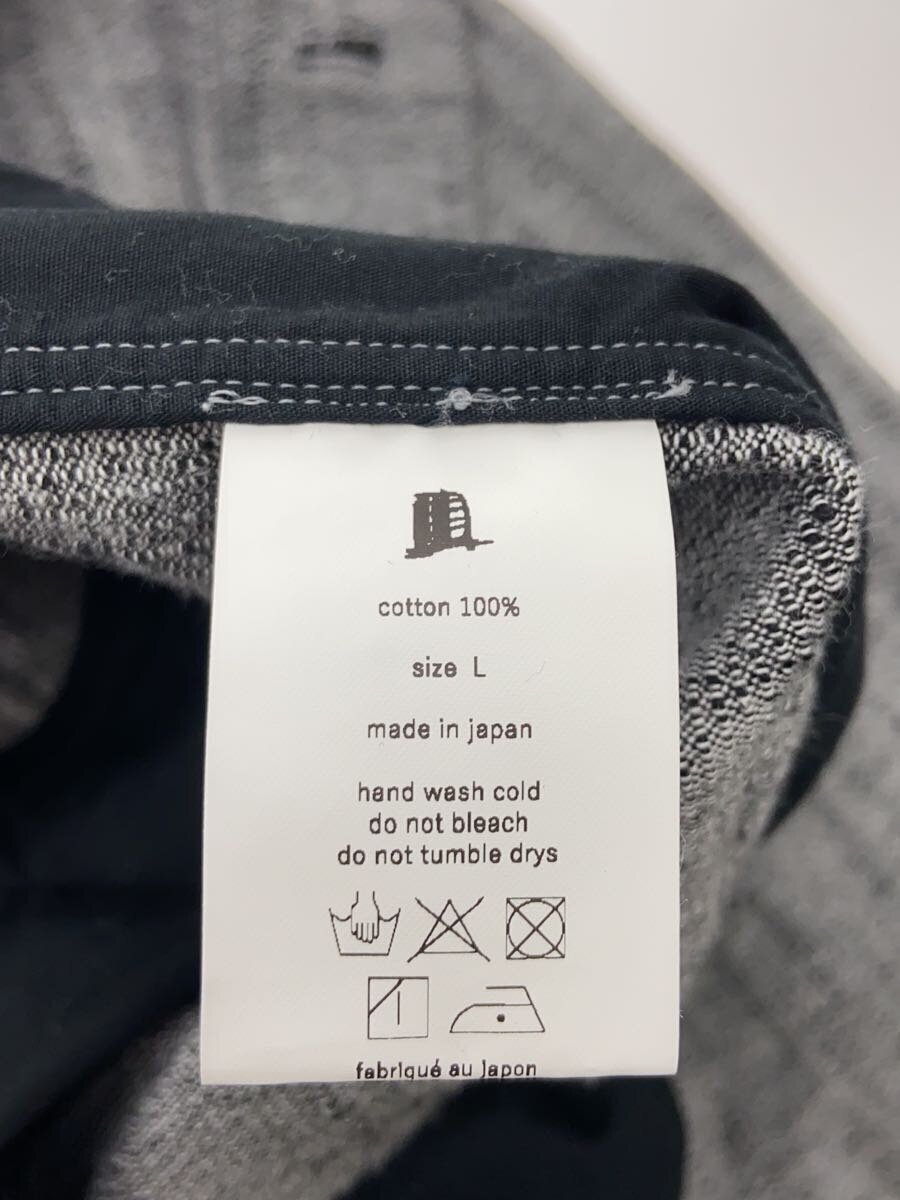 cotton 100%
size L
made in japan
hand wash cold
do not bleach
do not tumble drys
fabriqué au japon